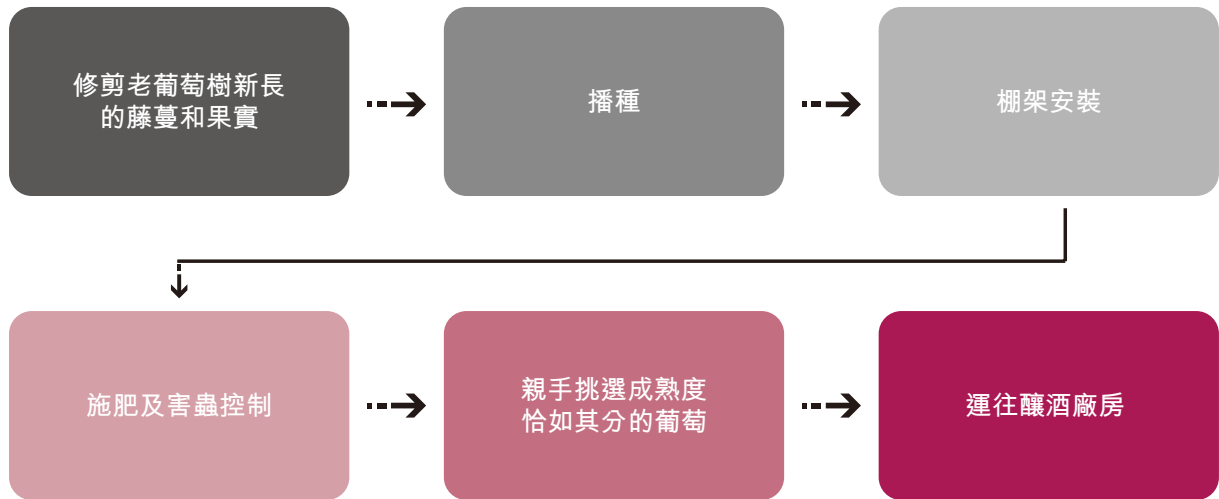 修剪老葡萄樹新長
的藤蔓和果實
播種
棚架安裝
施肥及害蟲控制
親手挑選成熟度
恰如其分的葡萄
運往釀酒廠房